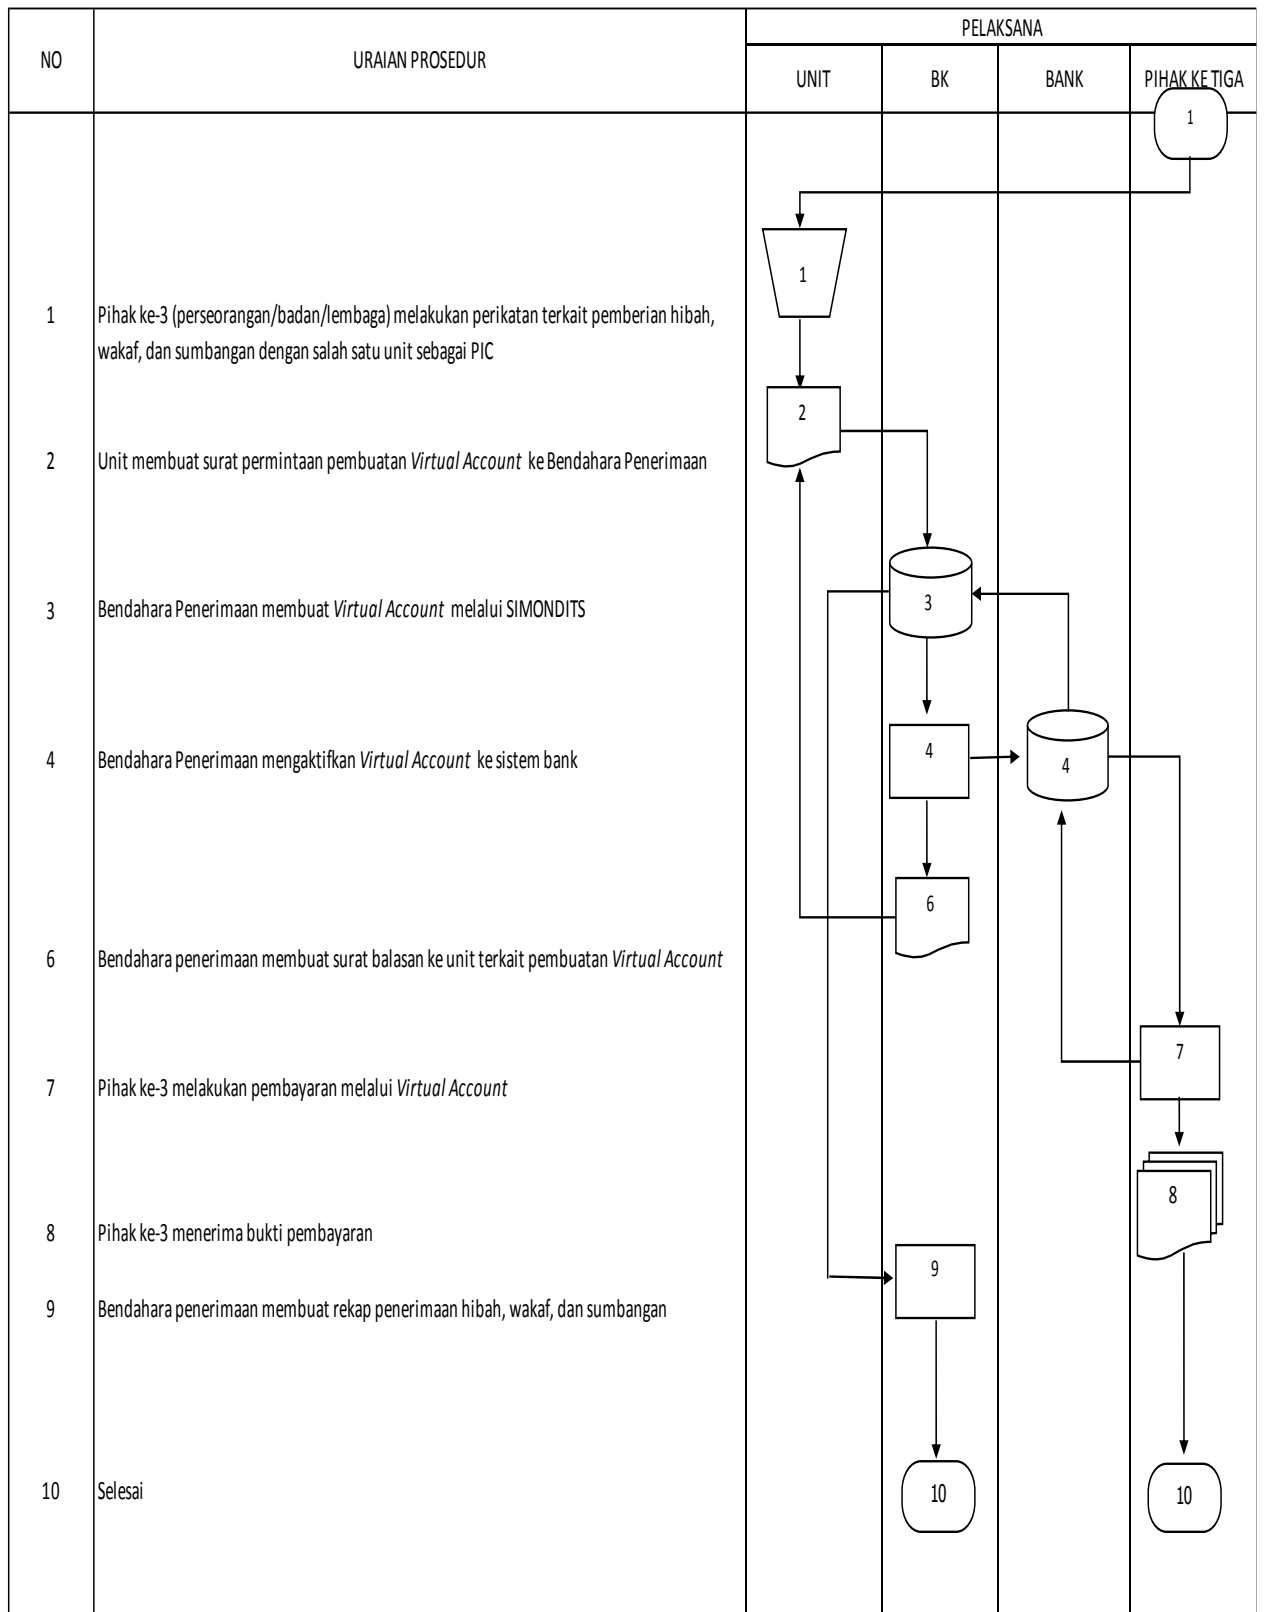 PELAKSANA
NO
URAIAN PROSEDUR
UNIT
BK
BANK
PIHAK KE TIGA
1
1
1
Pihak ke-3 (perseorangan/badan/lembaga) melakukan perikatan terkait pemberian hibah,
wakaf, dan sumbangan dengan salah satu unit sebagai PIC
2
2
Unit membuat surat permintaan pembuatan Virtual Account ke Bendahara Penerimaan
3
Bendahara Penerimaan membuat Virtual Account melalui SIMONDITS
3
4
Bendahara Penerimaan mengaktifkan Virtual Account ke sistem bank
4
4
6
6
Bendahara penerimaan membuat surat balasan ke unit terkait pembuatan Virtual Account
7
7
Pihak ke-3 melakukan pembayaran melalui Virtual Account
8
8
Pihak ke-3 menerima bukti pembayaran
9
9
Bendahara penerimaan membuat rekap penerimaan hibah, wakaf, dan sumbangan
10
Selesai
10
10